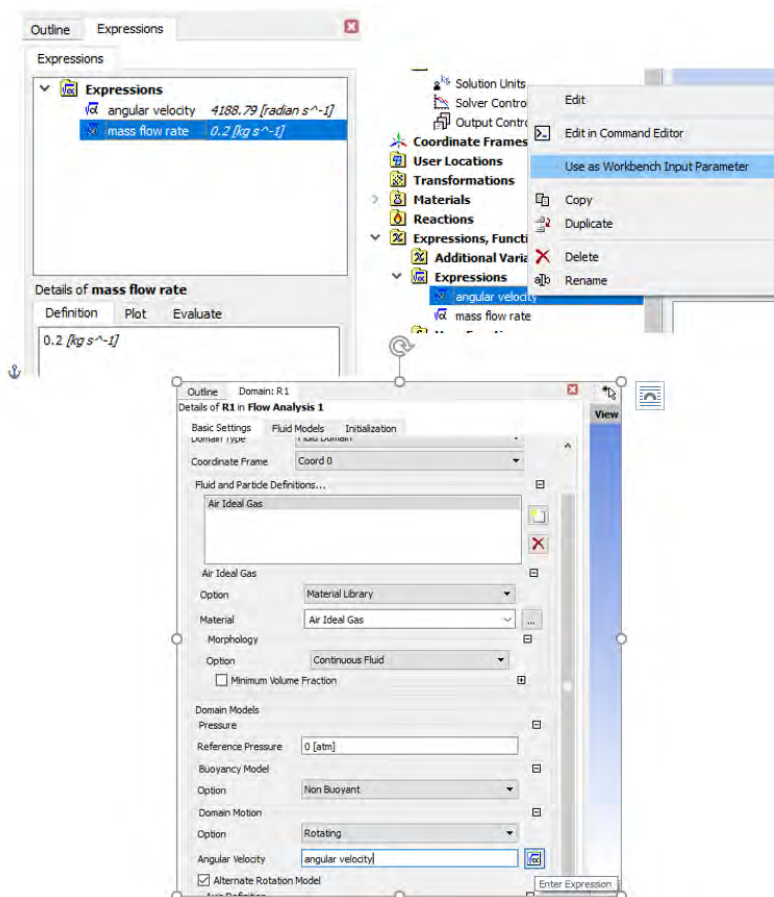 Outline Expressions
Expressions
Expressions
angular velocity 4188.79 [radian s^-1]
mass flow rate 0.2 [kg s^-1]
Details of mass flow rate
Definition Plot Evaluate
0.2 [kg s^-1]
Solution Units
Solver Contro
Output Contro
Coordinate Frames
User Locations
Transformations
Materials
Reactions
Expressions, Functi
Additional Varia
Expressions
angular velocity
mass flow rate
Edit
Edit in Command Editor
Use as Workbench Input Parameter
Copy
Duplicate
Delete
Rename
Outline Domain: R1
Details of R1 in Flow Analysis 1
Basic Settings Fluid Models Initialization
Domain Type Fluid Domain
Coordinate Frame Coord 0
Fluid and Particle Definitions...
Air Ideal Gas
Air Ideal Gas
Option Material Library
Material Air Ideal Gas ...
Morphology
Option Continuous Fluid
Minimum Volume Fraction
Domain Models
Pressure
Reference Pressure 0 [atm]
Buoyancy Model
Option Non Buoyant
Domain Motion
Option Rotating
Angular Velocity angular velocity
Alternate Rotation Model
Enter Expression
View